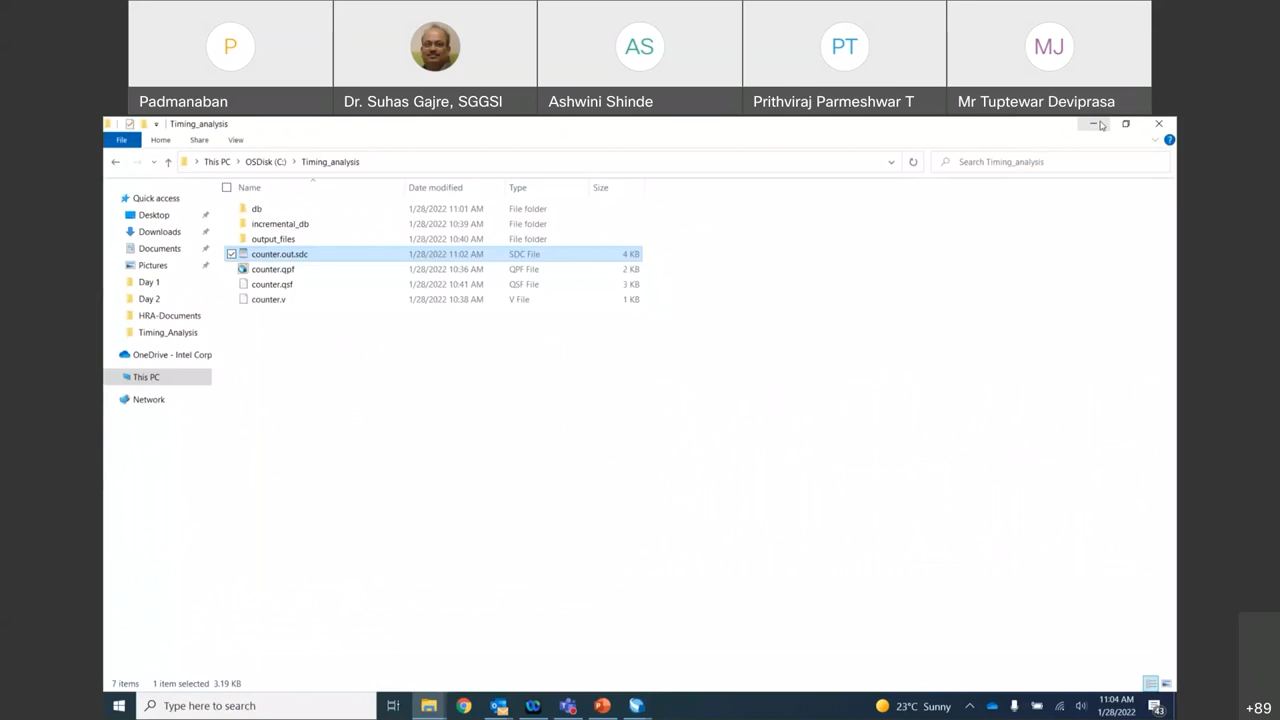 P
AS
PT
MJ
Padmanaban
Dr. Suhas Gajre, SGGSI
Ashwini Shinde
Prithviraj Parmeshwar T
Mr Tuptewar Deviprasa
Timing_analysis
File
Home
Share
View
This PC
OSDisk (C:)
Timing_analysis
Search Timing_analysis
Name
Date modified
Type
Size
Quick access
Desktop
Downloads
Documents
Pictures
Day 1
Day 2
HRA-Documents
Timing_Analysis
OneDrive - Intel Corp
This PC
Network
db 1/28/2022 11:01 AM File folder
incremental_db 1/28/2022 10:39 AM File folder
output_files 1/28/2022 10:40 AM File folder
counter.out.sdc 1/28/2022 11:02 AM SDC File 4 KB
counter.qpf 1/28/2022 10:36 AM QPF File 2 KB
counter.qsf 1/28/2022 10:41 AM QSF File 3 KB
counter.v 1/28/2022 10:38 AM V File 1 KB
7 items 1 item selected 3.19 KB
Type here to search
23°C Sunny
11:04 AM
1/28/2022
43
+89